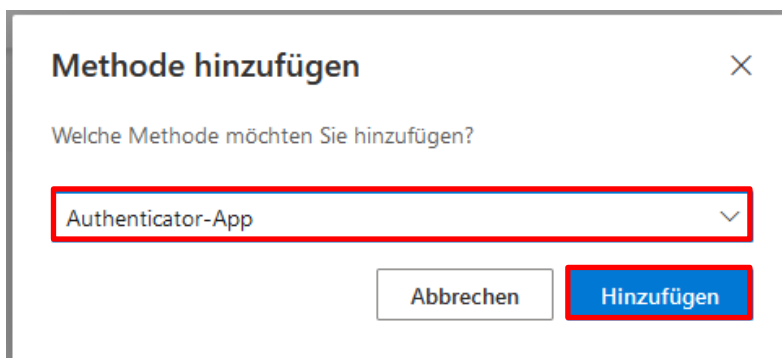 Methode hinzufügen
Welche Methode möchten Sie hinzufügen?
Authenticator-App
Abbrechen
Hinzufügen